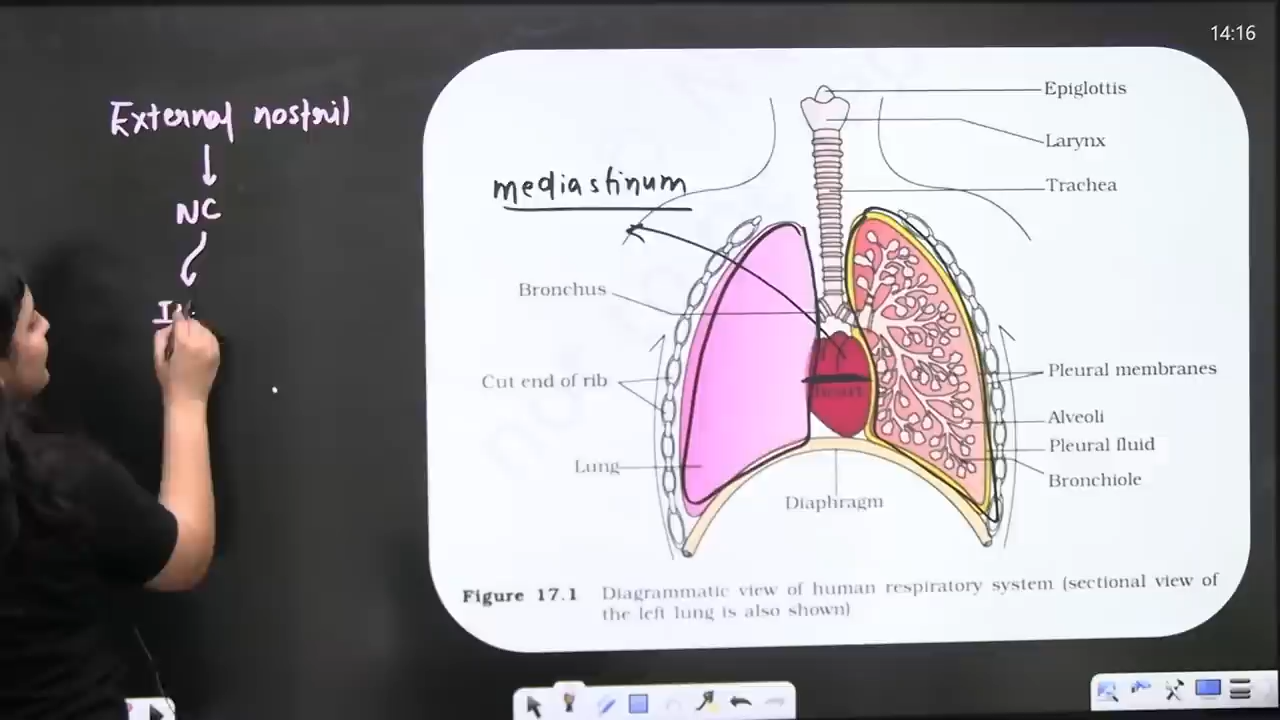 14:16
External nostril
NC
mediastinum
Epiglottis
Larynx
Trachea
Bronchus
Cut end of rib
Lung
heart
Diaphragm
Pleural membranes
Alveoli
Pleural fluid
Bronchiole
Figure 17.1 Diagrammatic view of human respiratory system (sectional view of
the left lung is also shown)